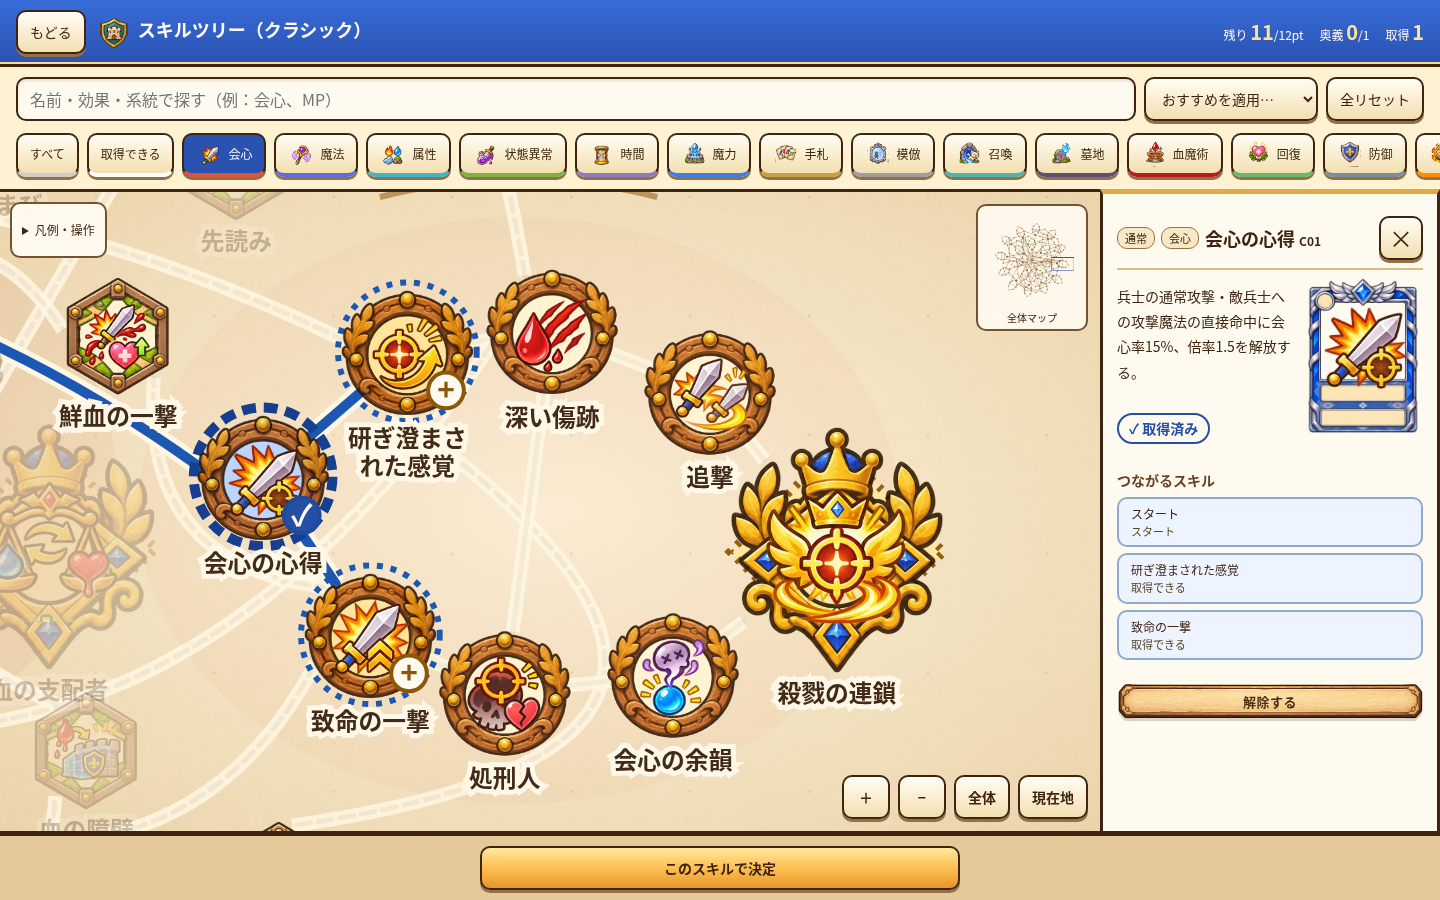 もどる
スキルツリー（クラシック）
残り 11/12pt 奥義 0/1 取得 1
名前・効果・系統で探す（例：会心、MP）
おすすめを適用…
全リセット
すべて
取得できる
会心
魔法
属性
状態異常
時間
魔力
手札
模倣
召喚
墓地
血魔術
回復
防御
▶ 凡例・操作
先読み
全体マップ
鮮血の一撃
研ぎ澄まさ
れた感覚
深い傷跡
追撃
会心の心得
致命の一撃
処刑人
会心の余韻
殺戮の連鎖
血の支配者
血の障壁
＋
－
全体
現在地
通常 会心 会心の心得 C01
兵士の通常攻撃・敵兵士へ
の攻撃魔法の直接命中に会
心率15%、倍率1.5を解放す
る。
✓ 取得済み
つながるスキル
スタート
スタート
研ぎ澄まされた感覚
取得できる
致命の一撃
取得できる
解除する
このスキルで決定